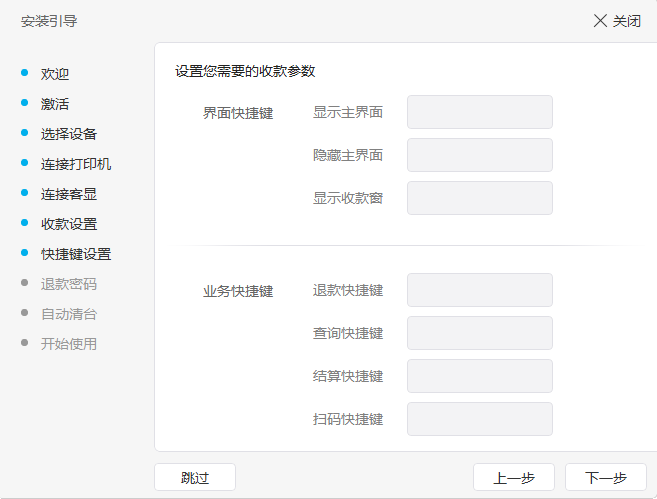 安装引导
关闭
欢迎
激活
选择设备
连接打印机
连接客显
收款设置
快捷键设置
退款密码
自动清台
开始使用
设置您需要的收款参数
界面快捷键
显示主界面
隐藏主界面
显示收款窗
业务快捷键
退款快捷键
查询快捷键
结算快捷键
扫码快捷键
跳过
上一步
下一步